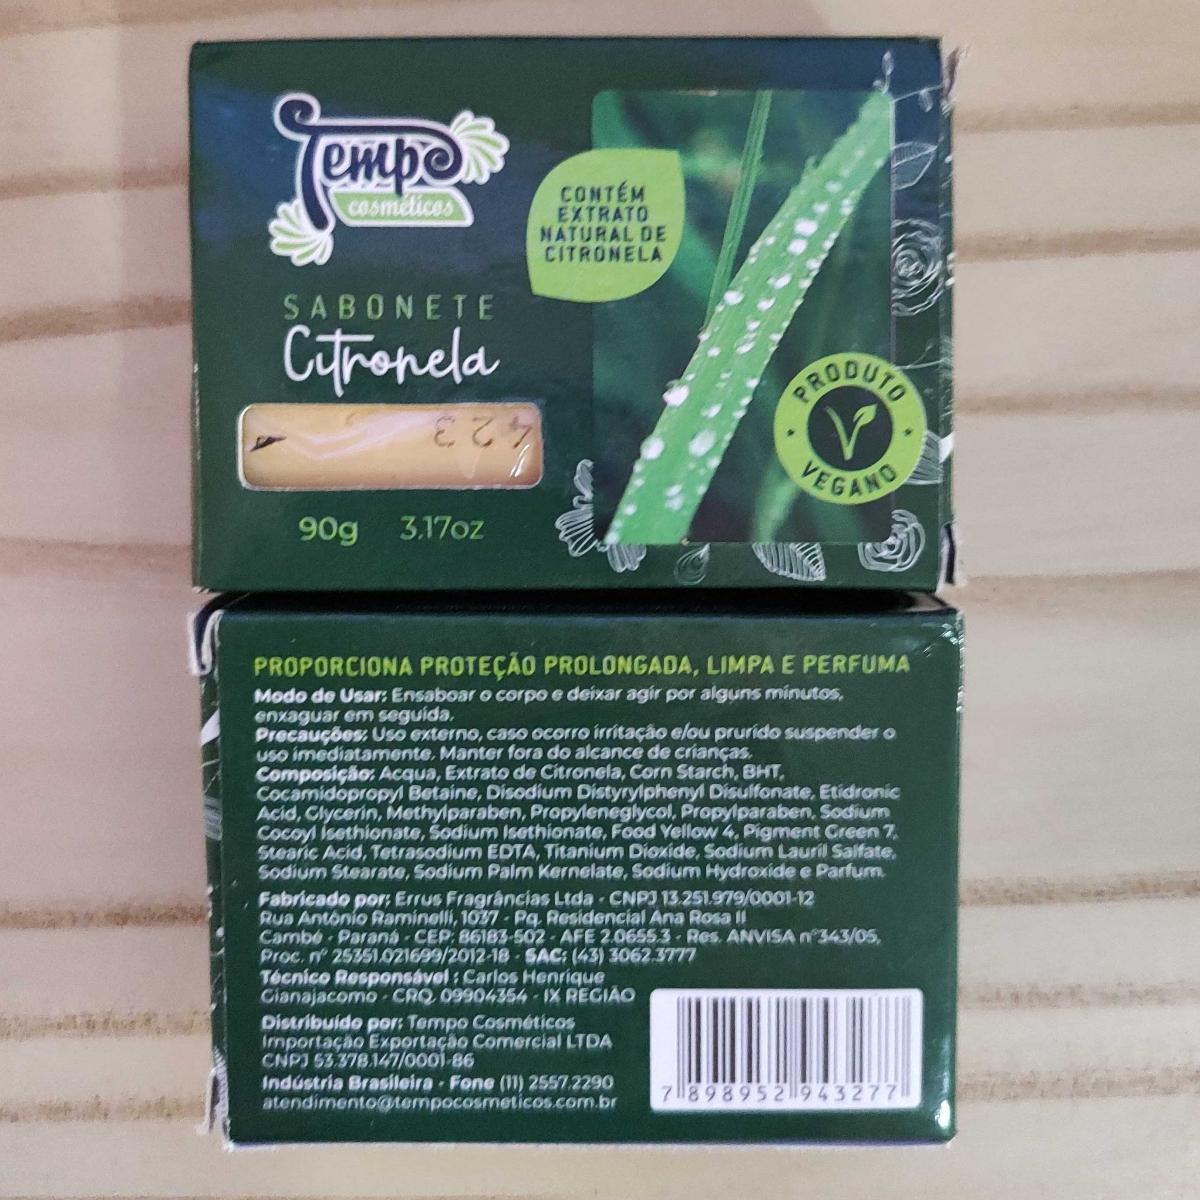 Tempo
cosméticos
CONTÉM
EXTRATO
NATURAL DE
CITRONELA
SABONETE
Citronela
423
90g 3.17oz
PRODUTO
VEGANO
PROPORCIONA PROTEÇÃO PROLONGADA, LIMPA E PERFUMA
Modo de Usar: Ensaboar o corpo e deixar agir por alguns minutos,
enxaguar em seguida.
Precauções: Uso externo, caso ocorro irritação e/ou prurido suspender o
uso imediatamente. Manter fora do alcance de crianças.
Composição: Acqua, Extrato de Citronela, Corn Starch, BHT,
Cocamidopropyl Betaine, Disodium Distyrylphenyl Disulfonate, Etidronic
Acid, Glycerin, Methylparaben, Propyleneglycol, Propylparaben, Sodium
Cocoyl Isethionate, Sodium Isethionate, Food Yellow 4, Pigment Green 7,
Stearic Acid, Tetrasodium EDTA, Titanium Dioxide, Sodium Lauril Salfate,
Sodium Stearate, Sodium Palm Kernelate, Sodium Hydroxide e Parfum.
Fabricado por: Errus Fragrâncias Ltda - CNPJ 13.251.979/0001-12
Rua Antônio Raminelli, 1037 - Pq. Residencial Ana Rosa II
Cambé - Paraná - CEP: 86183-502 - AFE 2.0655.3 - Res. ANVISA n°343/05,
Proc. n° 25351.021699/2012-18 - SAC: (43) 3062.3777
Técnico Responsável : Carlos Henrique
Gianajacomo - CRQ. 09904354 - IX REGIÃO
Distribuído por: Tempo Cosméticos
Importação Exportação Comercial LTDA
CNPJ 53.378.147/0001-86
Indústria Brasileira - Fone (11) 2557.2290
atendimento@tempocosmeticos.com.br
7 898952 943277